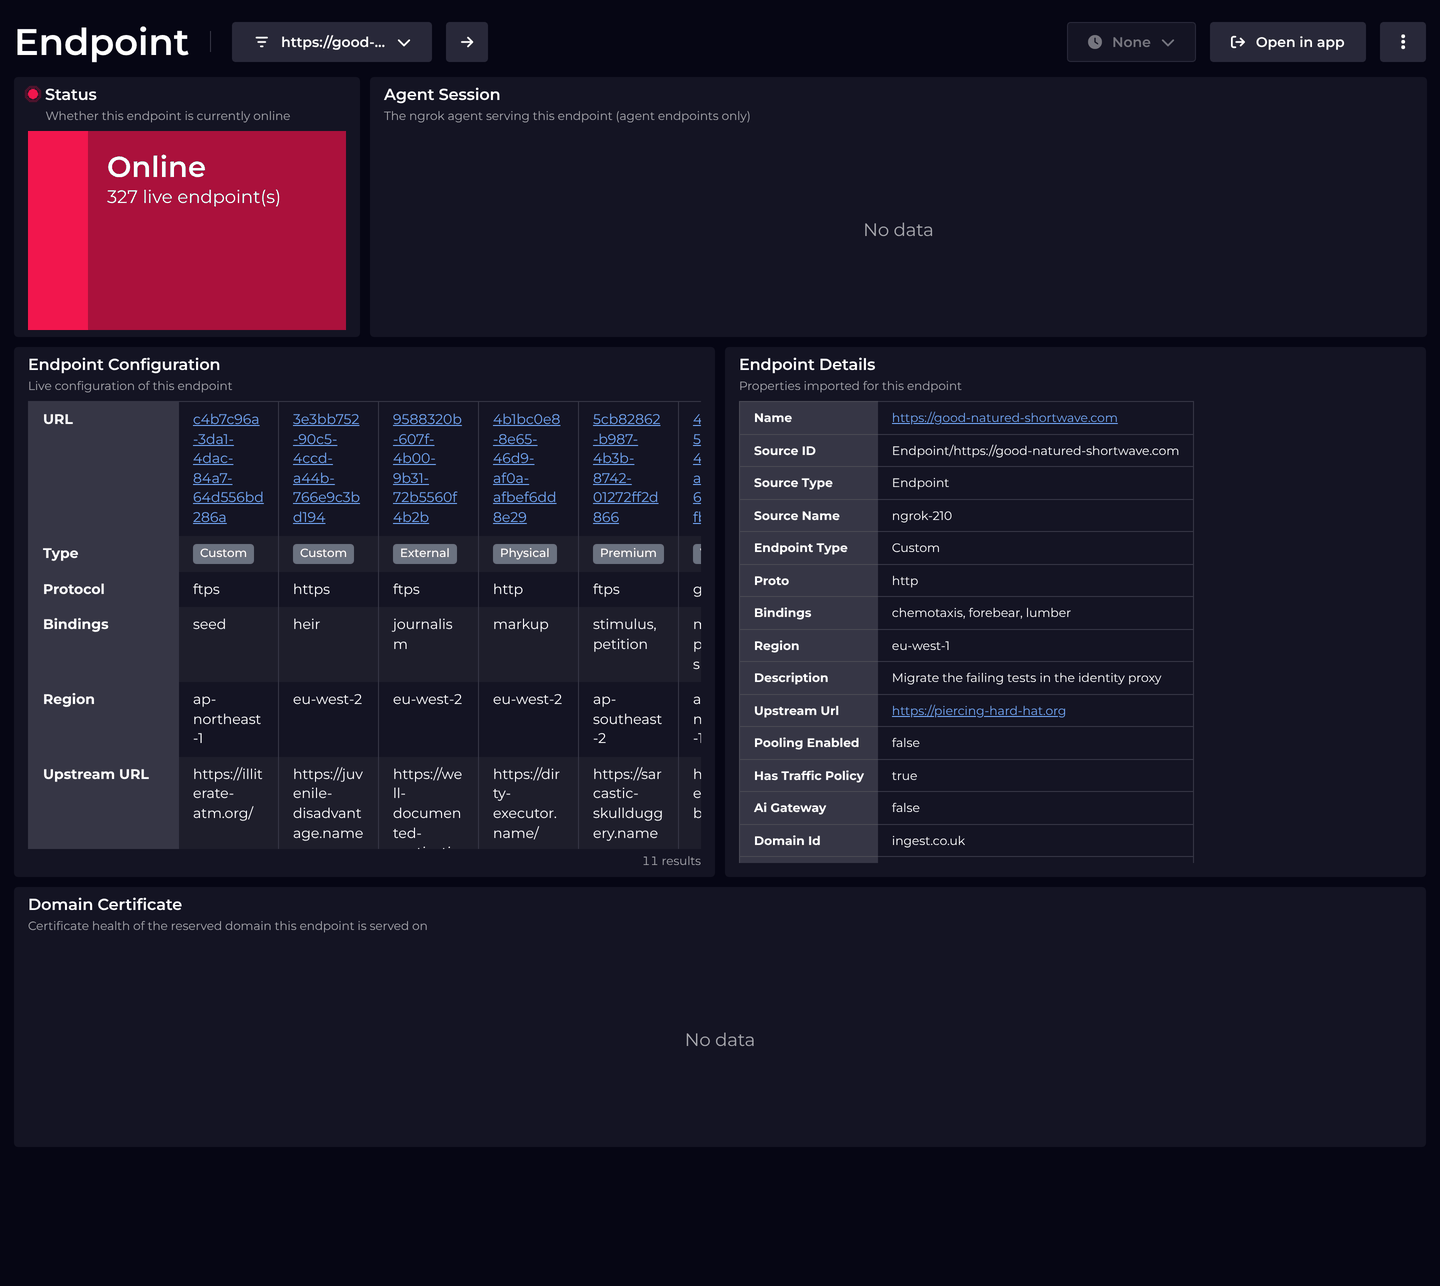 Endpoint
https://good-...
None
Open in app
Status
Whether this endpoint is currently online
Online
327 live endpoint(s)
Agent Session
The ngrok agent serving this endpoint (agent endpoints only)
No data
Endpoint Configuration
Live configuration of this endpoint
URL
c4b7c96a
-3da1-
4dac-
84a7-
64d556bd
286a
3e3bb752
-90c5-
4ccd-
a44b-
766e9c3b
d194
9588320b
-607f-
4b00-
9b31-
72b5560f
4b2b
4b1bc0e8
-8e65-
46d9-
af0a-
afbef6dd
8e29
5cb82862
-b987-
4b3b-
8742-
01272ff2d
866
Type
Custom
Custom
External
Physical
Premium
Protocol
ftps
https
ftps
http
ftps
Bindings
seed
heir
journalis
m
markup
stimulus,
petition
Region
ap-
northeast
-1
eu-west-2
eu-west-2
eu-west-2
ap-
southeast
-2
Upstream URL
https://illit
erate-
atm.org/
https://juv
enile-
disadvant
age.name
https://we
ll-
documen
ted-
https://dir
ty-
executor.
name/
https://sar
castic-
skulldugg
ery.name
11 results
Endpoint Details
Properties imported for this endpoint
Name https://good-natured-shortwave.com
Source ID Endpoint/https://good-natured-shortwave.com
Source Type Endpoint
Source Name ngrok-210
Endpoint Type Custom
Proto http
Bindings chemotaxis, forebear, lumber
Region eu-west-1
Description Migrate the failing tests in the identity proxy
Upstream Url https://piercing-hard-hat.org
Pooling Enabled false
Has Traffic Policy true
Ai Gateway false
Domain Id ingest.co.uk
Domain Certificate
Certificate health of the reserved domain this endpoint is served on
No data